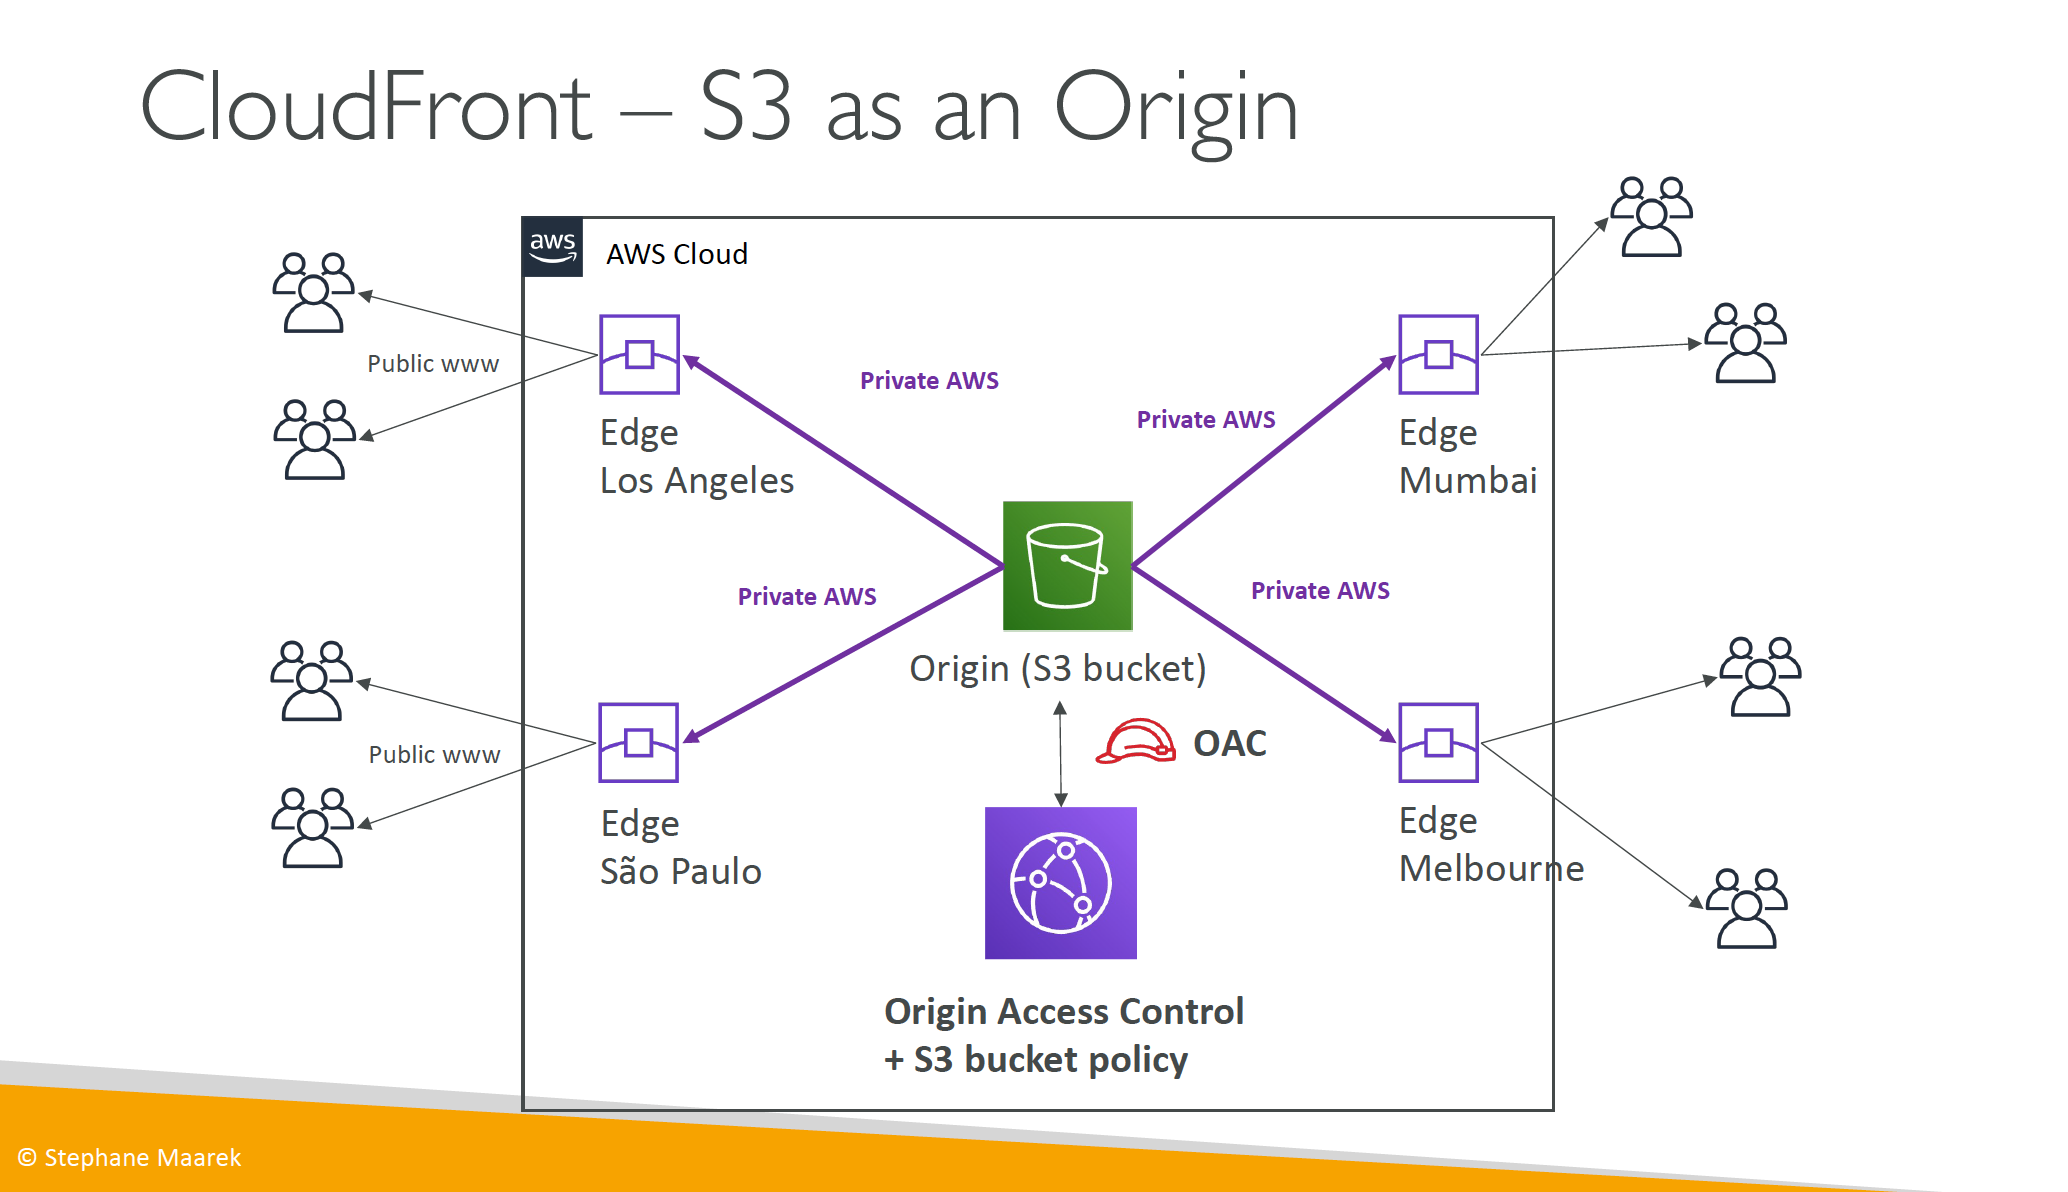 CloudFront – S3 as an Origin
aws
AWS Cloud
Public www
Private AWS
Private AWS
Edge
Los Angeles
Edge
Mumbai
Private AWS
Private AWS
Origin (S3 bucket)
OAC
Public www
Edge
São Paulo
Edge
Melbourne
Origin Access Control
+ S3 bucket policy
© Stephane Maarek